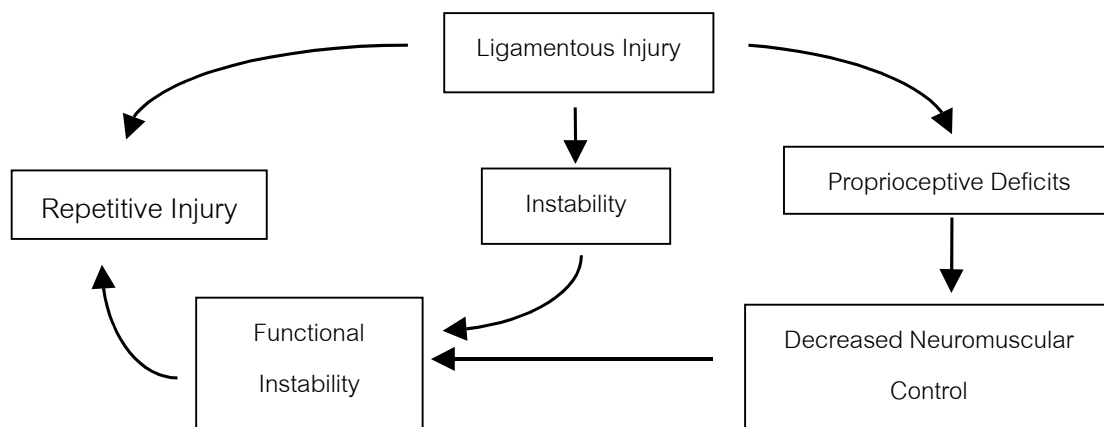 Ligamentous Injury
Repetitive Injury
Instability
Proprioceptive Deficits
Functional
Instability
Decreased Neuromuscular
Control